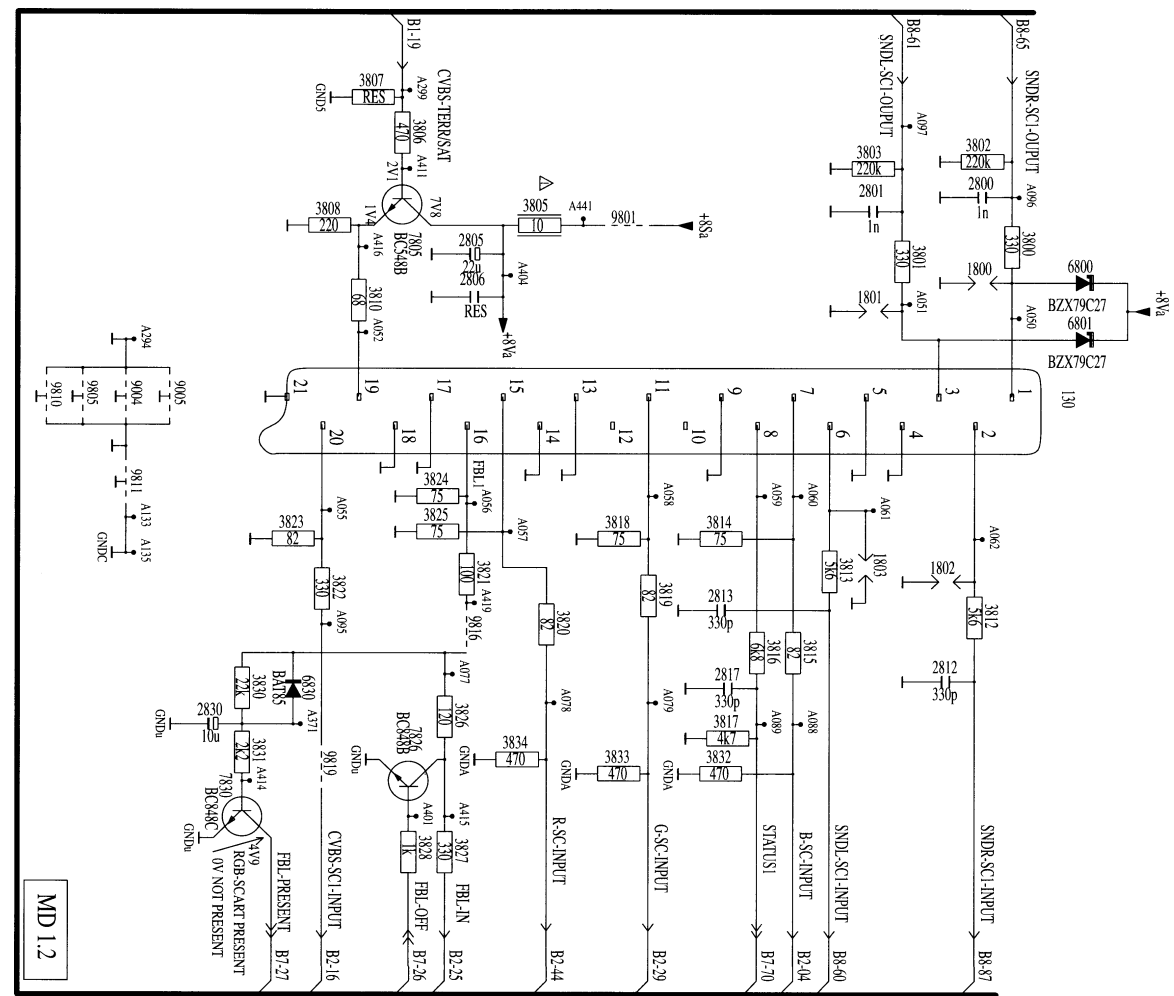 B1-19
B8-61
B8-65
CVBS-TERR/SAT
SNDL-SC1-OUPUT
SNDR-SC1-OUPUT
A299
3807
RES
GND5
3806
470
A411
2V1
7V8
1V4
7805
BC548B
3808
220
A416
3810
68
A052
3805
10
A441
9801
+8Sa
2805
22µ
2806
RES
A404
+8Va
A097
3803
220k
2801
1n
3802
220k
2800
1n
A096
3801
330
3800
330
1801
A051
1800
A050
6800
BZX79C27
6801
BZX79C27
+8Va
A294
9810
9805
9004
9005
9811
A133
A135
GNDC
130
21
19
17
15
13
11
9
7
5
3
1
20
18
16
14
12
10
8
6
4
2
FBL1
A055
3823
82
3822
330
A095
3824
75
A056
3825
75
A057
3821
100
A419
9816
3820
82
A058
3818
75
3819
82
A059
A060
3814
75
2813
330p
3816
6k8
3815
82
A061
3813
5k6
1803
A062
1802
3812
5k6
2812
330p
2817
330p
3817
4k7
A089
A088
3832
470
GNDA
A079
3833
470
GNDA
A078
3834
470
A077
3826
120
GNDA
7826
BC848B
GNDu
A401
A415
3828
1k
3827
330
3830
22k
6830
BAT85
2830
10u
GNDu
A371
3831
2k2
A414
9819
7830
BC848C
GNDu
4V9
0V NOT PRESENT
RGB-SCART PRESENT
FBL-PRESENT
CVBS-SC1-INPUT
FBL-OFF
FBL-IN
R-SC-INPUT
G-SC-INPUT
STATUS1
B-SC-INPUT
SNDL-SC1-INPUT
SNDR-SC1-INPUT
B7-27
B2-16
B7-26
B2-25
B2-44
B2-29
B7-70
B2-04
B8-60
B8-87
MD 1.2